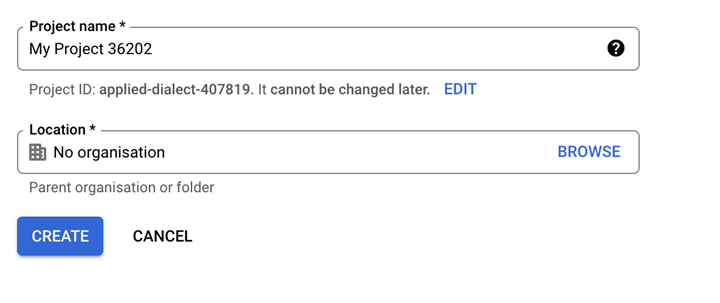 Project name *
My Project 36202
Project ID: applied-dialect-407819. It cannot be changed later. EDIT
Location *
No organisation BROWSE
Parent organisation or folder
CREATE CANCEL